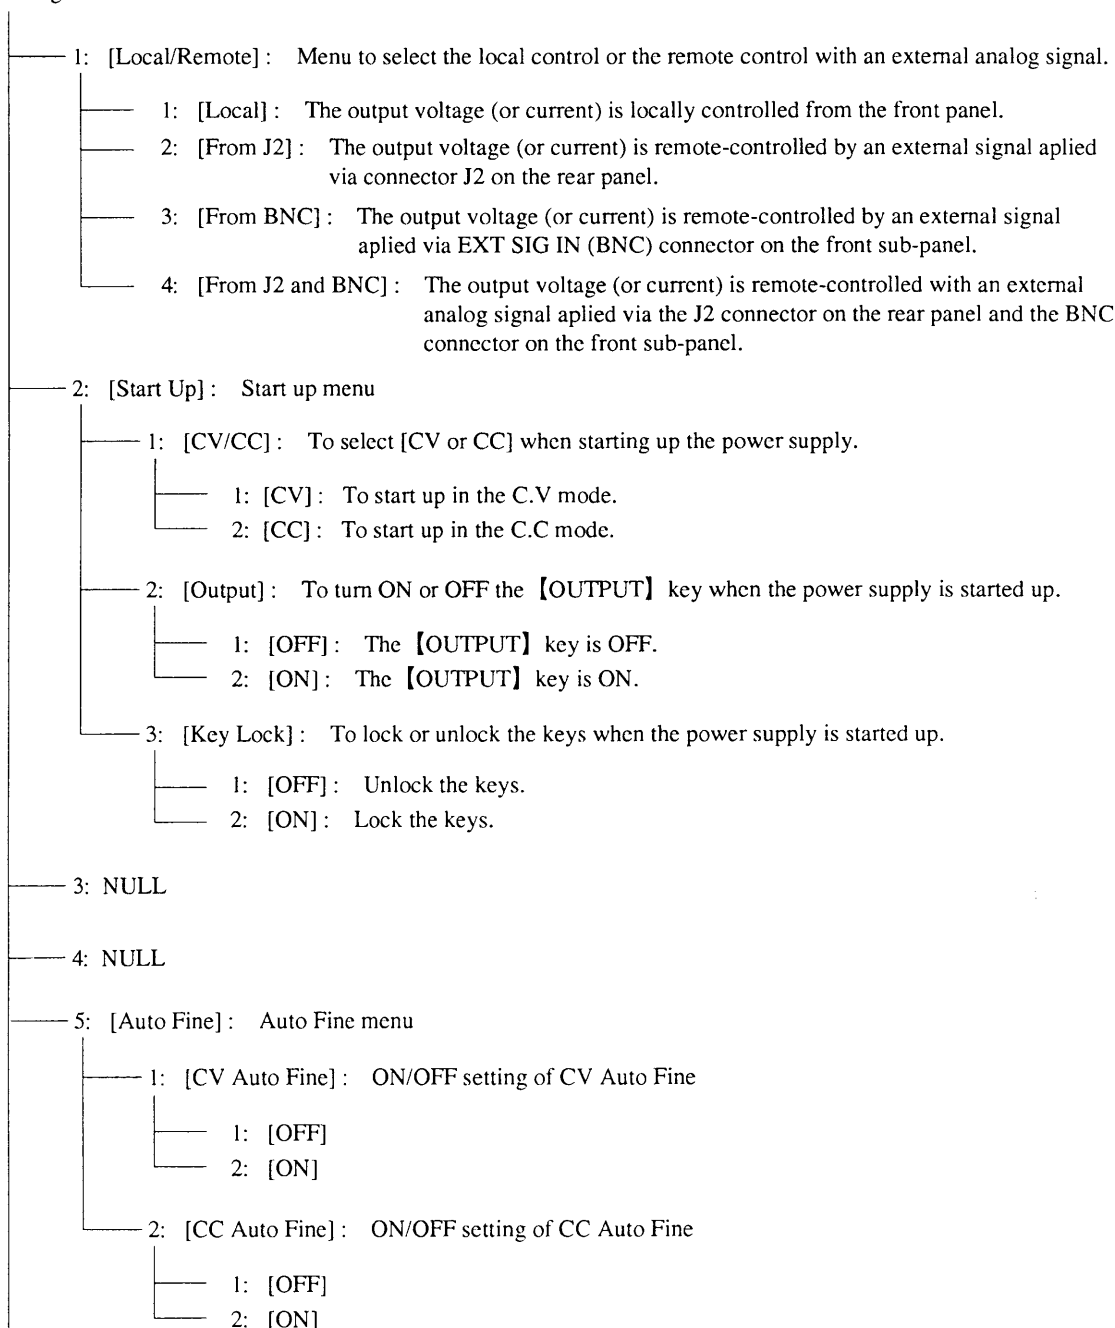 1: [Local/Remote] : Menu to select the local control or the remote control with an external analog signal.
1: [Local] : The output voltage (or current) is locally controlled from the front panel.
2: [From J2] : The output voltage (or current) is remote-controlled by an external signal aplied
via connector J2 on the rear panel.
3: [From BNC] : The output voltage (or current) is remote-controlled by an external signal
aplied via EXT SIG IN (BNC) connector on the front sub-panel.
4: [From J2 and BNC] : The output voltage (or current) is remote-controlled with an external
analog signal aplied via the J2 connector on the rear panel and the BNC
connector on the front sub-panel.
2: [Start Up] : Start up menu
1: [CV/CC] : To select [CV or CC] when starting up the power supply.
1: [CV] : To start up in the C.V mode.
2: [CC] : To start up in the C.C mode.
2: [Output] : To turn ON or OFF the 【OUTPUT】 key when the power supply is started up.
1: [OFF] : The 【OUTPUT】 key is OFF.
2: [ON] : The 【OUTPUT】 key is ON.
3: [Key Lock] : To lock or unlock the keys when the power supply is started up.
1: [OFF] : Unlock the keys.
2: [ON] : Lock the keys.
3: NULL
4: NULL
5: [Auto Fine] : Auto Fine menu
1: [CV Auto Fine] : ON/OFF setting of CV Auto Fine
1: [OFF]
2: [ON]
2: [CC Auto Fine] : ON/OFF setting of CC Auto Fine
1: [OFF]
2: [ON]